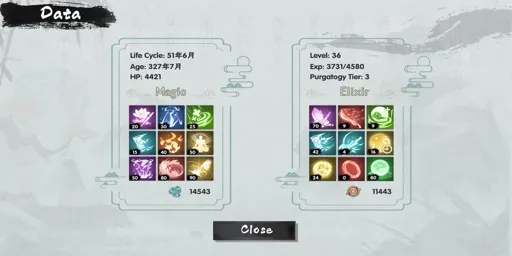 Data
Life Cycle: 51年6月
Age: 327年7月
HP: 4421
Magic
20 30 25
15 40 50
50 80 90
14543
Level: 36
Exp: 3731/4580
Purgatory Tier: 3
Elixir
70 9 9
42 4 16
24 0 80
11443
Close